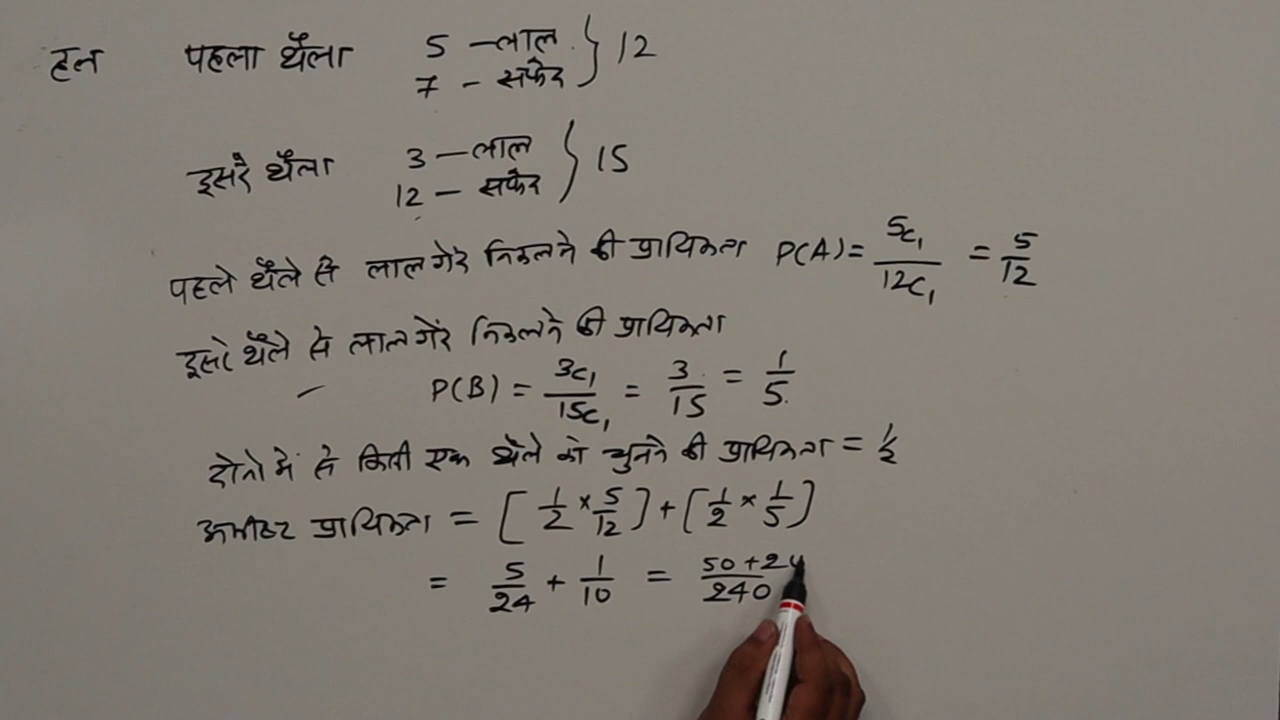 हल पहला थैला 5 – लाल } 12
7 – सफेद
दूसरे थैला 3 – लाल } 15
12 – सफेद
पहले थैले से लाल गेंद निकलने की प्रायिकता P(A) = 5c₁/12c₁ = 5/12
दूसरे थैले से लाल गेंद निकलने की प्रायिकता
P(B) = 3c₁/15c₁ = 3/15 = 1/5
दोनो में से किसी एक थैले को चुनने की प्रायिकता = 1/2
अभीष्ट प्रायिकता = [1/2 × 5/12] + [1/2 × 1/5]
= 5/24 + 1/10 = 50+24/240